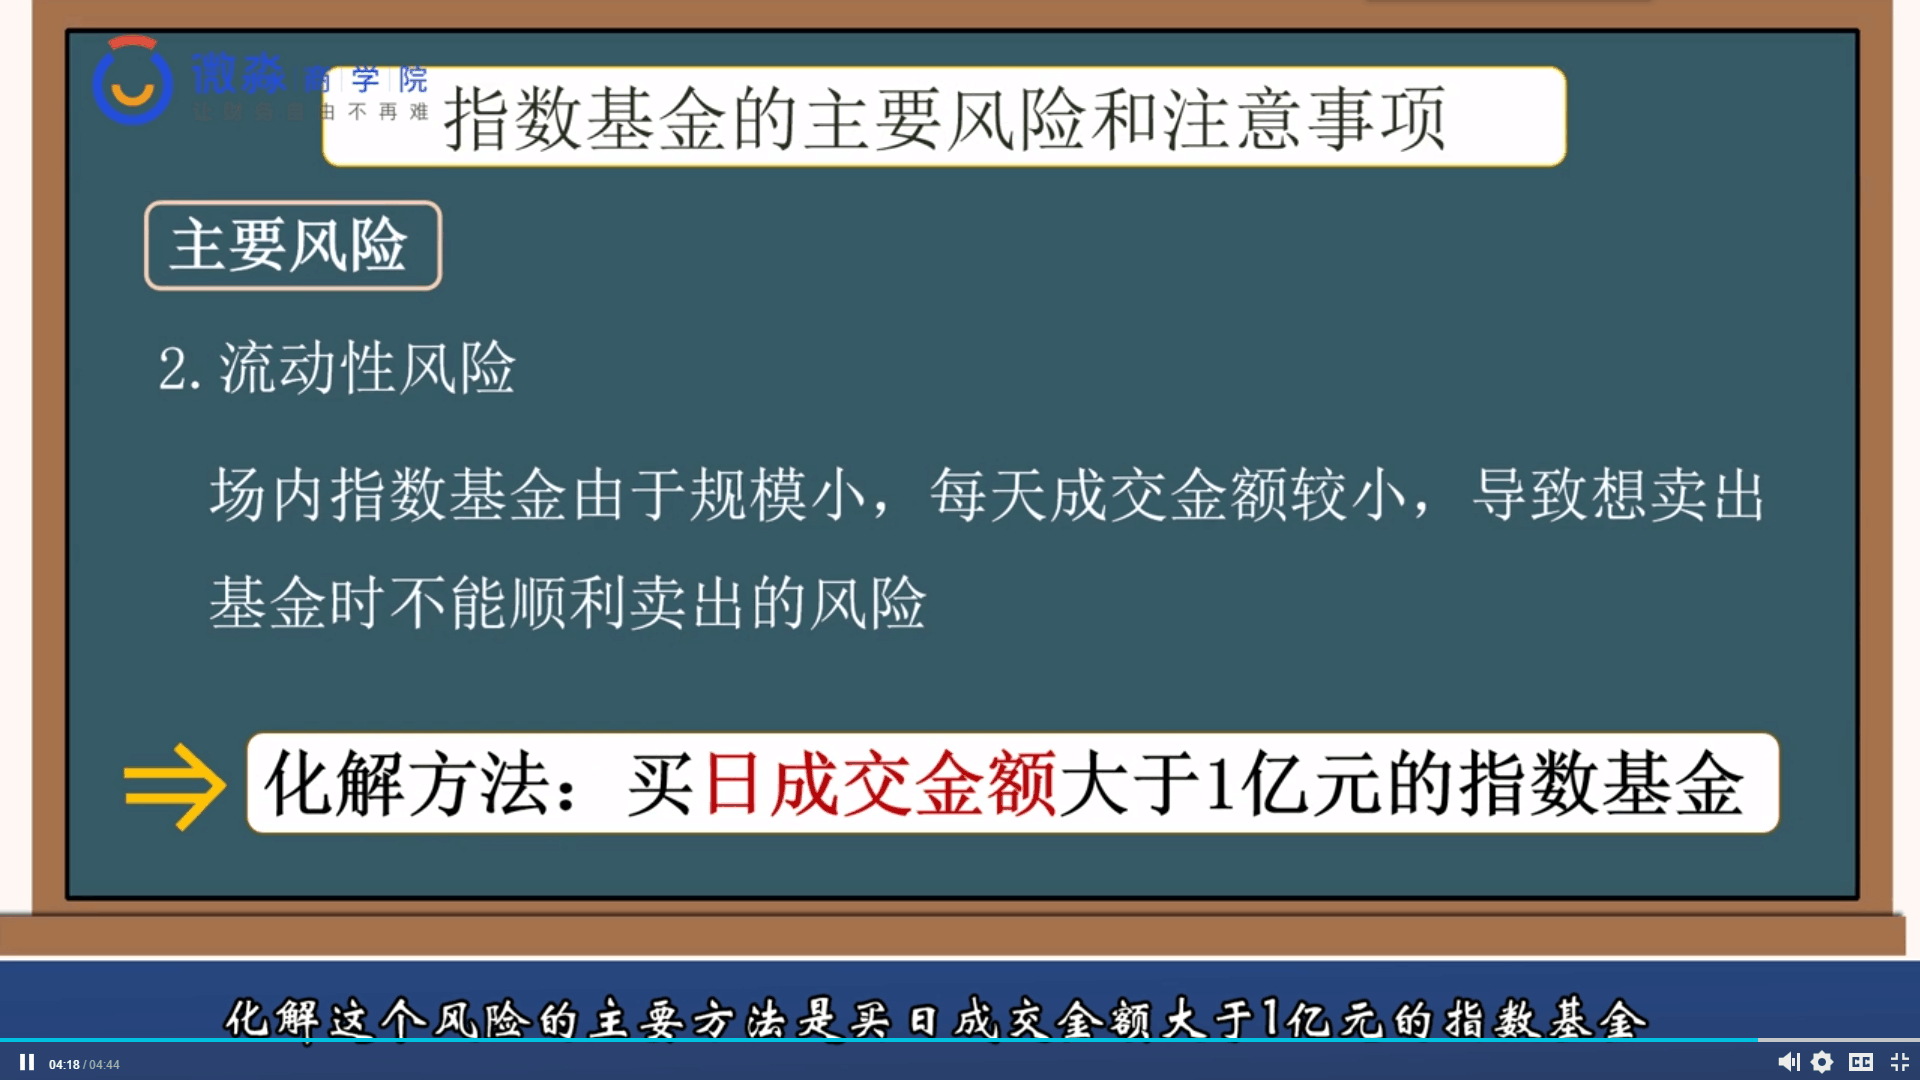 微淼 商学院
由不再难
指数基金的主要风险和注意事项
主要风险
2.流动性风险
场内指数基金由于规模小，每天成交金额较小，导致想卖出
基金时不能顺利卖出的风险
化解方法：买日成交金额大于1亿元的指数基金
化解这个风险的主要方法是买日成交金额大于1亿元的指数基金
04:18 / 04:44
CC